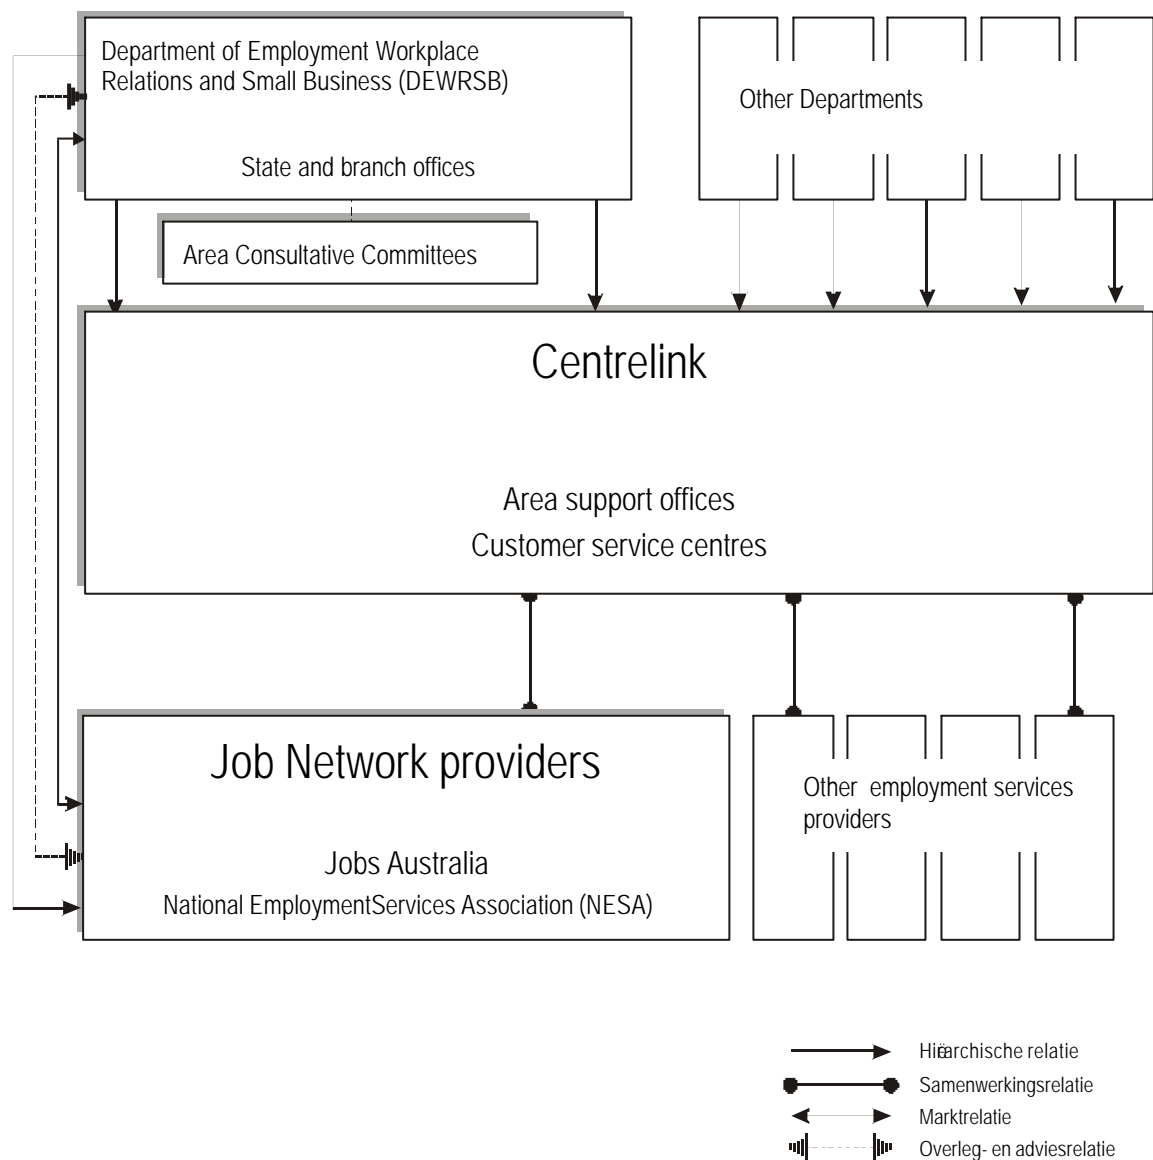 Department of Employment Workplace
Relations and Small Business (DEWRSB)
State and branch offices
Other Departments
Area Consultative Committees
Centrelink
Area support offices
Customer service centres
Job Network providers
Jobs Australia
National EmploymentServices Association (NESA)
Other employment services
providers
Hiërarchische relatie
Samenwerkingsrelatie
Marktrelatie
Overleg- en adviesrelatie